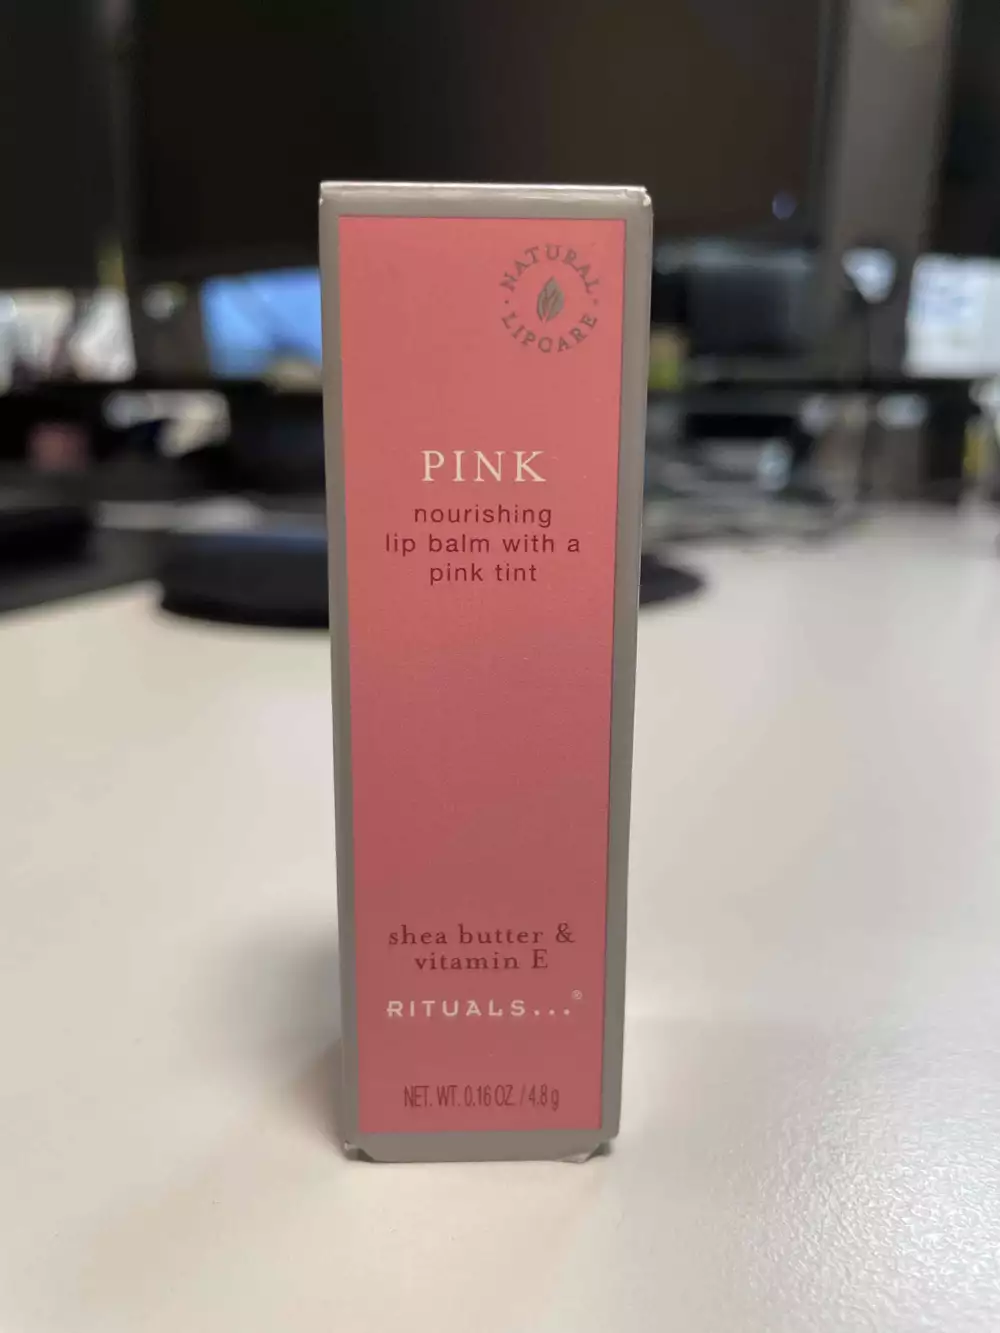 NATURAL
LIPCARE
PINK
nourishing
lip balm with a
pink tint
shea butter &
vitamin E
RITUALS...®
NET. WT. 0.16 OZ. / 4.8 g